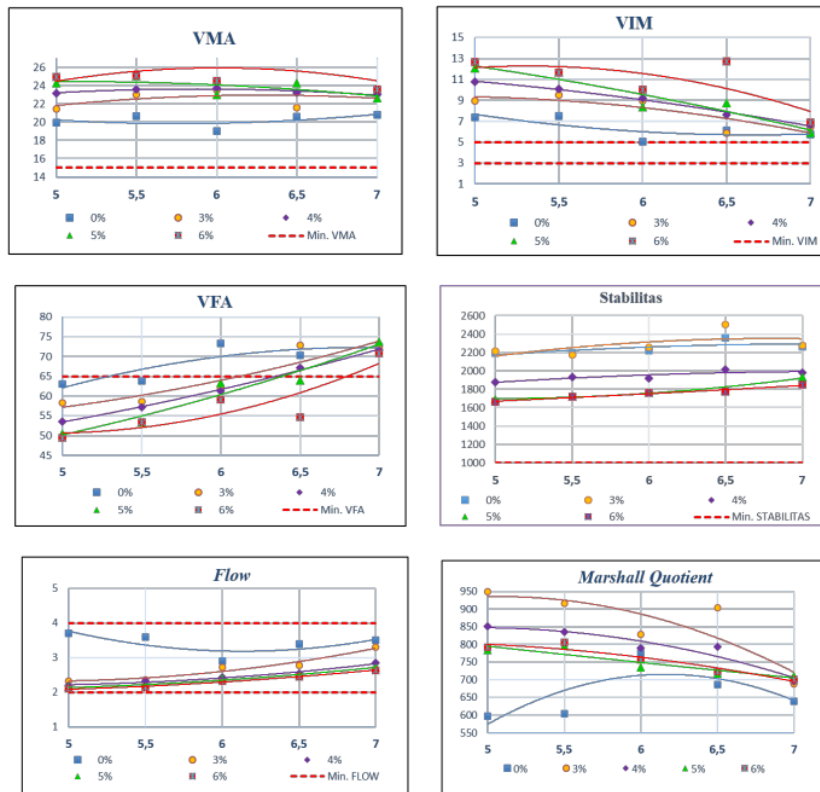 VMA
26
24
22
20
18
16
14
5 5,5 6 6,5 7
0% 3% 4%
5% 6% Min. VMA
VIM
15
13
11
9
7
5
3
1
5 5,5 6 6,5 7
0% 3% 4%
5% 6% Min. VIM
VFA
80
75
70
65
60
55
50
45
5 5,5 6 6,5 7
0% 3% 4%
5% 6% Min. VFA
Stabilitas
2600
2400
2200
2000
1800
1600
1400
1200
1000
5 5,5 6 6,5 7
0% 3% 4%
5% 6% Min. STABILITAS
Flow
5
4
3
2
1
5 5,5 6 6,5 7
0% 3% 4%
5% 6% Min. FLOW
Marshall Quotient
950
900
850
800
750
700
650
600
550
5 5,5 6 6,5 7
0% 3% 4% 5% 6%